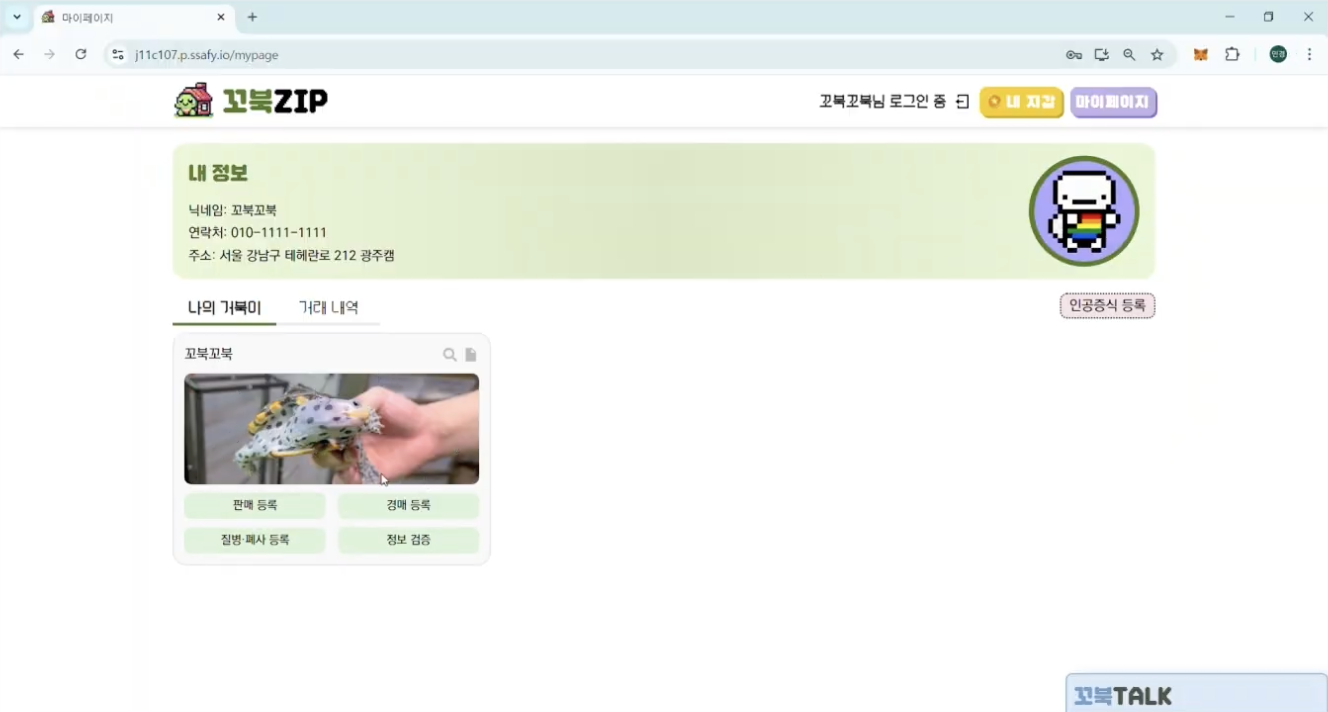 마이페이지
j11c107.p.ssafy.io/mypage
민경
꼬북ZIP
꼬북꼬북님 로그인 중
내 지갑
마이페이지
내 정보
닉네임: 꼬북꼬북
연락처: 010-1111-1111
주소: 서울 강남구 테헤란로 212 광주캠
나의 거북이
거래 내역
인공증식 등록
꼬북꼬북
판매 등록
경매 등록
질병·폐사 등록
정보 검증
꼬북TALK